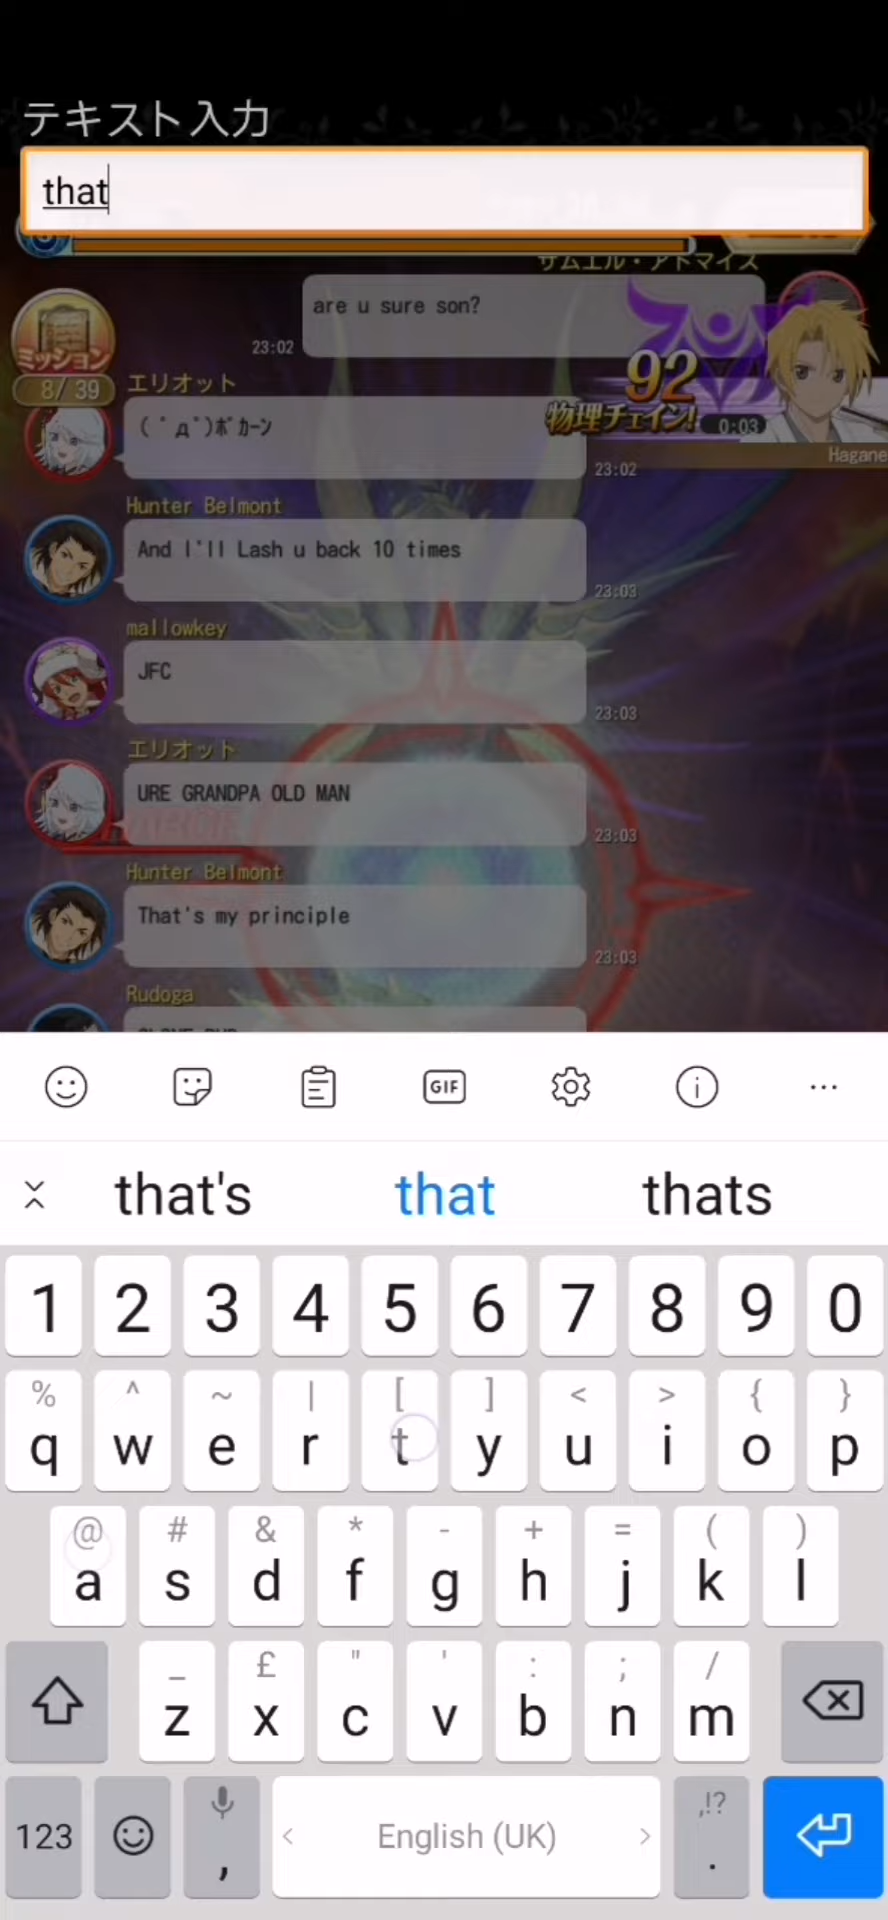 テキスト入力
that
サムエル・アトマイズ
are u sure son?
23:02
ミッション
8/ 39
エリオット
( ゚д゚)ﾎﾟｶｰﾝ
23:02
92
物理チェイン!
0:03
Hagane
Hunter Belmont
And I'll Lash u back 10 times
23:03
mallowkey
JFC
23:03
エリオット
URE GRANDPA OLD MAN
23:03
Hunter Belmont
That's my principle
23:03
Rudoga
GIF
that's that thats
1 2 3 4 5 6 7 8 9 0
% ^ ~ | [ ] < > { }
q w e r t y u i o p
@ # & * - + = ( )
a s d f g h j k l
_ £ " ' : ; /
z x c v b n m
,!?
123 , < English (UK) > .